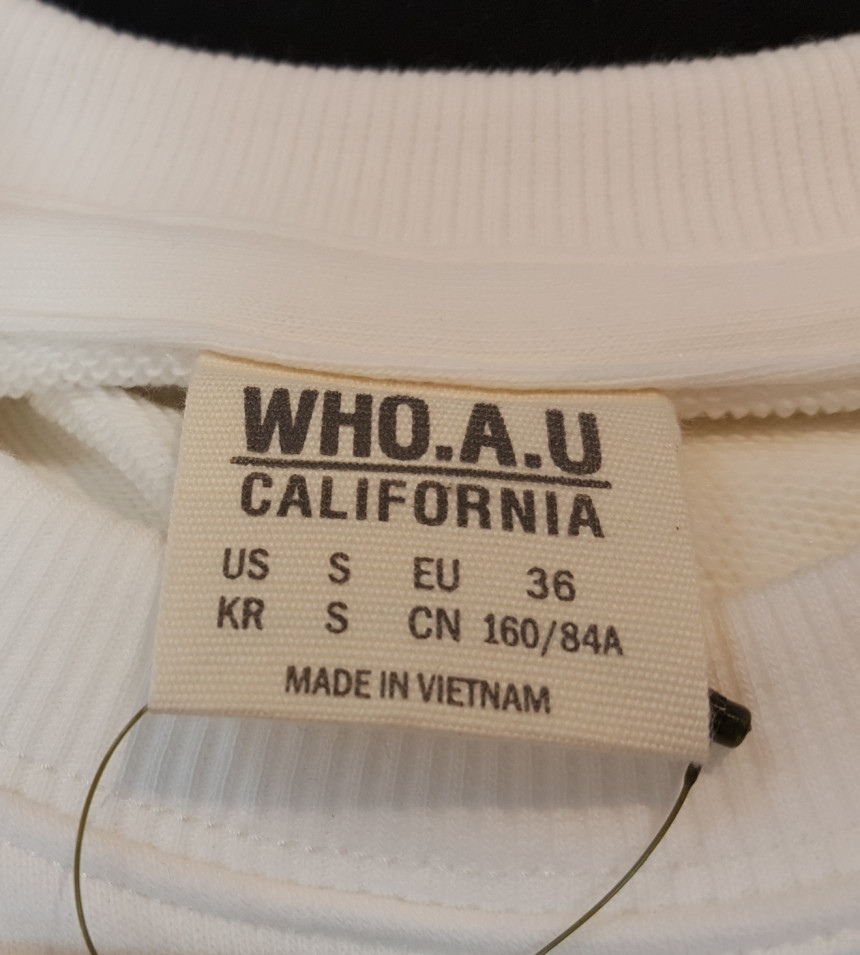 WHO.A.U
CALIFORNIA
US S EU 36
KR S CN 160/84A
MADE IN VIETNAM